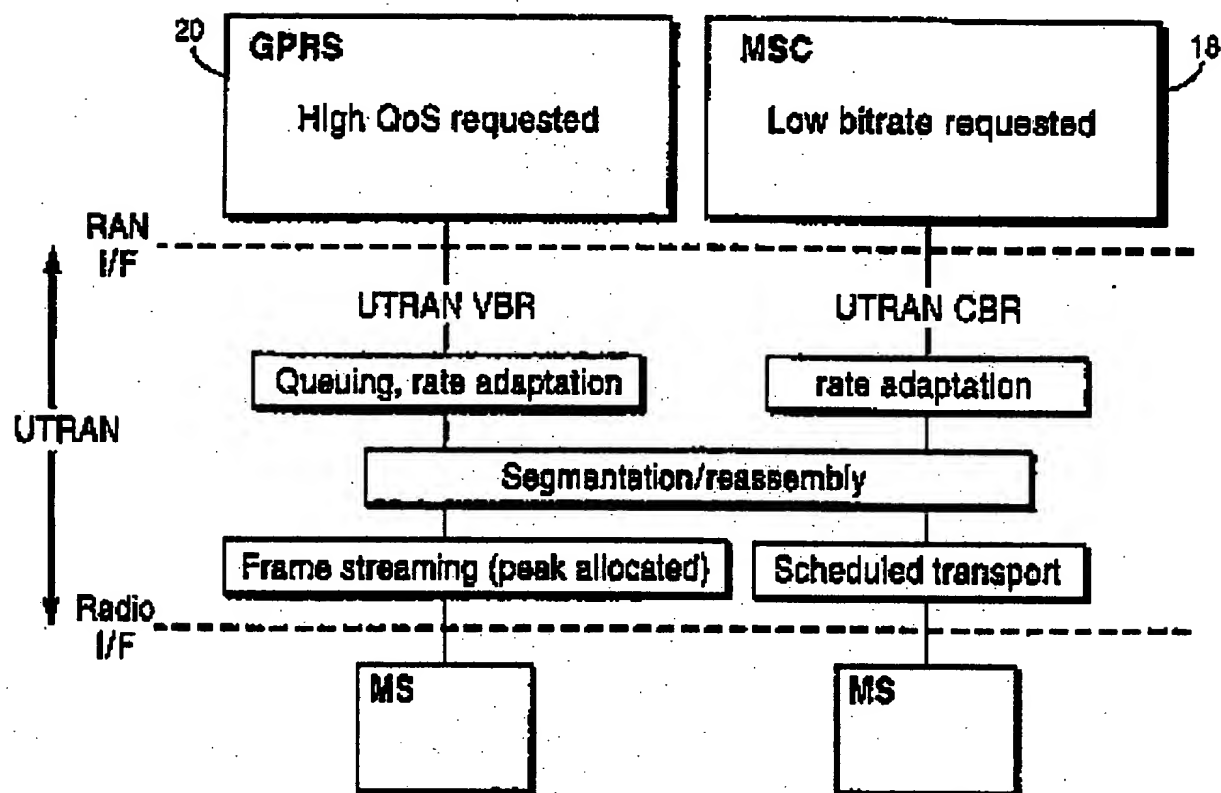 20
GPRS
High QoS requested
MSC
Low bitrate requested
18
RAN
I/F
UTRAN VBR
UTRAN CBR
Queuing, rate adaptation
rate adaptation
UTRAN
Segmentation/reassembly
Frame streaming (peak allocated)
Scheduled transport
Radio
I/F
MS
MS